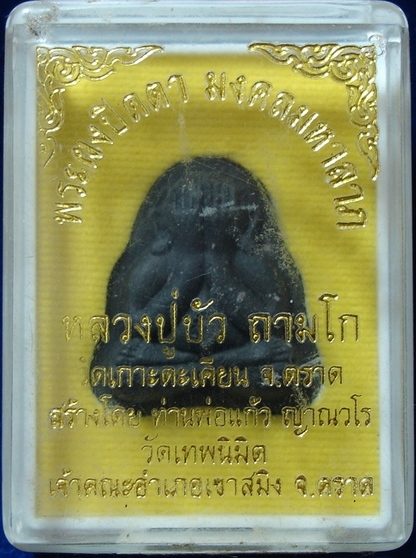 พระผงปิดตา มงคลมหาลาภ
หลวงปู่บัว ถามโก
วัดเกาะตะเคียน จ.ตราด
สร้างโดย ท่านพ่อแก้ว ญาณวโร
วัดเทพนิมิต
เจ้าคณะอำเภอเขาสมิง จ.ตราด